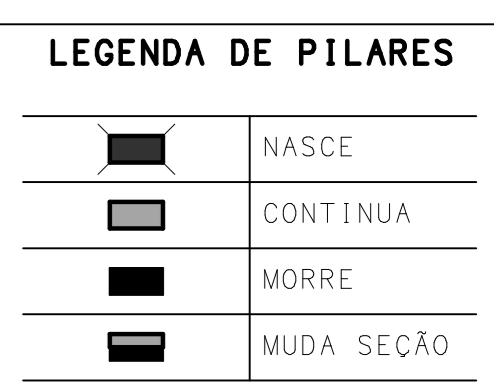 LEGENDA DE PILARES
NASCE
CONTINUA
MORRE
MUDA SEÇÃO